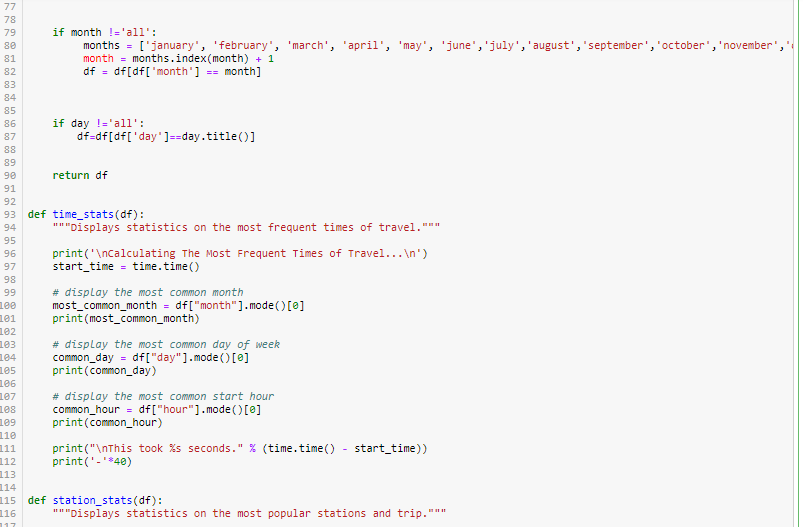 77
78
79 if month !='all':
80 months = ['january', 'february', 'march', 'april', 'may', 'june','july','august','september','october','november','
81 month = months.index(month) + 1
82 df = df[df['month'] == month]
83
84
85
86 if day !='all':
87 df=df[df['day']==day.title()]
88
89
90 return df
91
92
93 def time_stats(df):
94 """Displays statistics on the most frequent times of travel."""
95
96 print('\nCalculating The Most Frequent Times of Travel...\n')
97 start_time = time.time()
98
99 # display the most common month
100 most_common_month = df["month"].mode()[0]
101 print(most_common_month)
102
103 # display the most common day of week
104 common_day = df["day"].mode()[0]
105 print(common_day)
106
107 # display the most common start hour
108 common_hour = df["hour"].mode()[0]
109 print(common_hour)
110
111 print("\nThis took %s seconds." % (time.time() - start_time))
112 print('-'*40)
113
114
115 def station_stats(df):
116 """Displays statistics on the most popular stations and trip."""
117